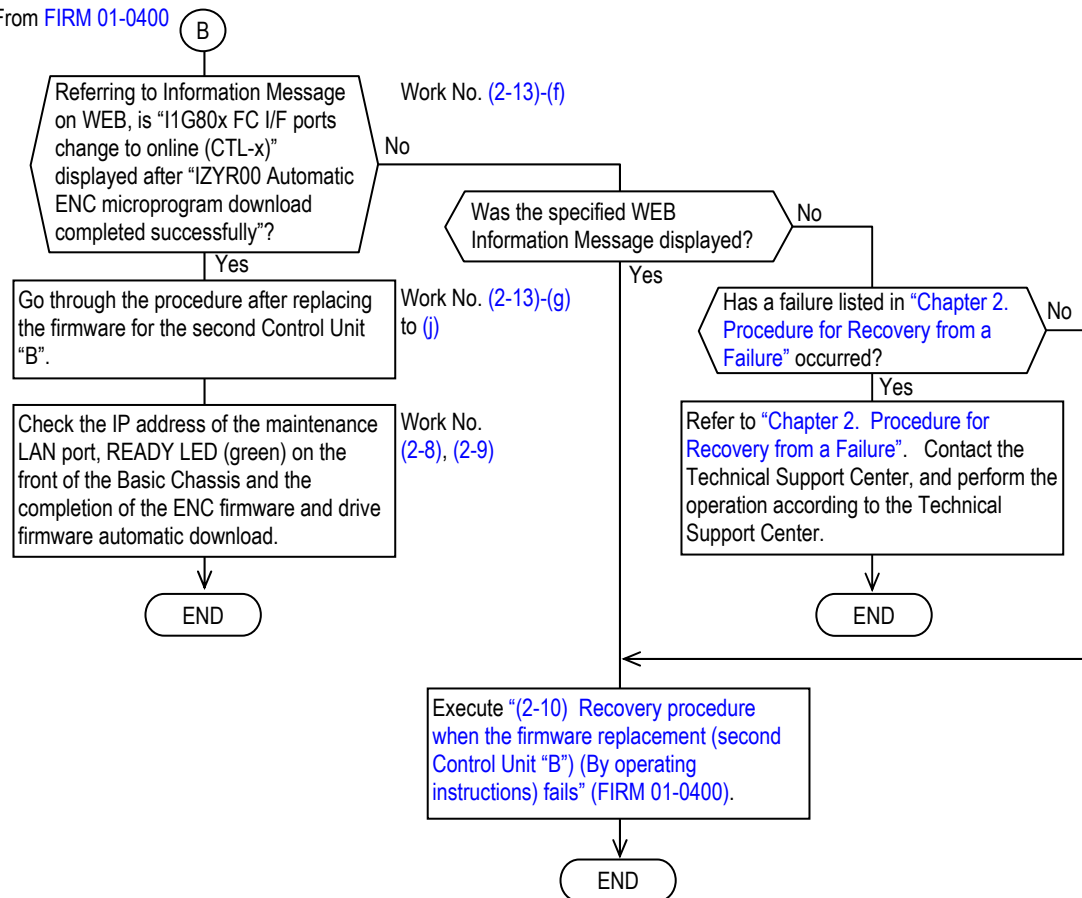 From FIRM 01-0400
B
Referring to Information Message
on WEB, is “I1G80x FC I/F ports
change to online (CTL-x)”
displayed after “IZYR00 Automatic
ENC microprogram download
completed successfully”?
Work No. (2-13)-(f)
No
Yes
Was the specified WEB
Information Message displayed?
No
Yes
Go through the procedure after replacing
the firmware for the second Control Unit
“B”.
Work No. (2-13)-(g)
to (j)
Has a failure listed in “Chapter 2.
Procedure for Recovery from a
Failure” occurred?
No
Yes
Check the IP address of the maintenance
LAN port, READY LED (green) on the
front of the Basic Chassis and the
completion of the ENC firmware and drive
firmware automatic download.
Work No.
(2-8), (2-9)
Refer to “Chapter 2.  Procedure for
Recovery from a Failure”.   Contact the
Technical Support Center, and perform the
operation according to the Technical
Support Center.
END
END
Execute “(2-10)  Recovery procedure
when the firmware replacement (second
Control Unit “B”) (By operating
instructions) fails” (FIRM 01-0400).
END